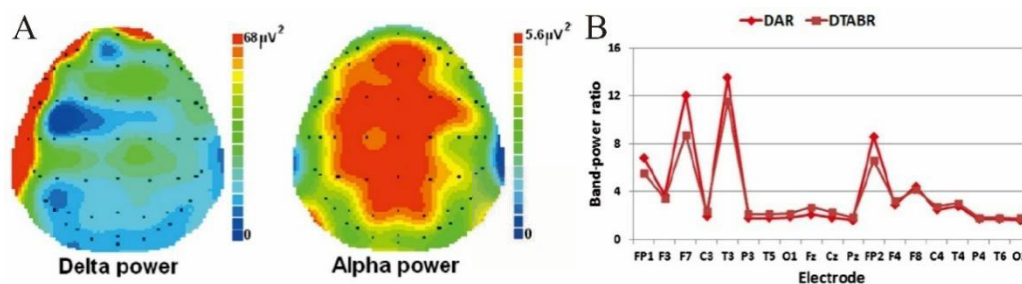 A
68µV²
0
Delta power
5.6µV²
0
Alpha power
B
DAR DTABR
Band-power ratio
16
12
8
4
0
FP1 F3 F7 C3 T3 P3 T5 O1 Fz Cz Pz FP2 F4 F8 C4 T4 P4 T6
Electrode